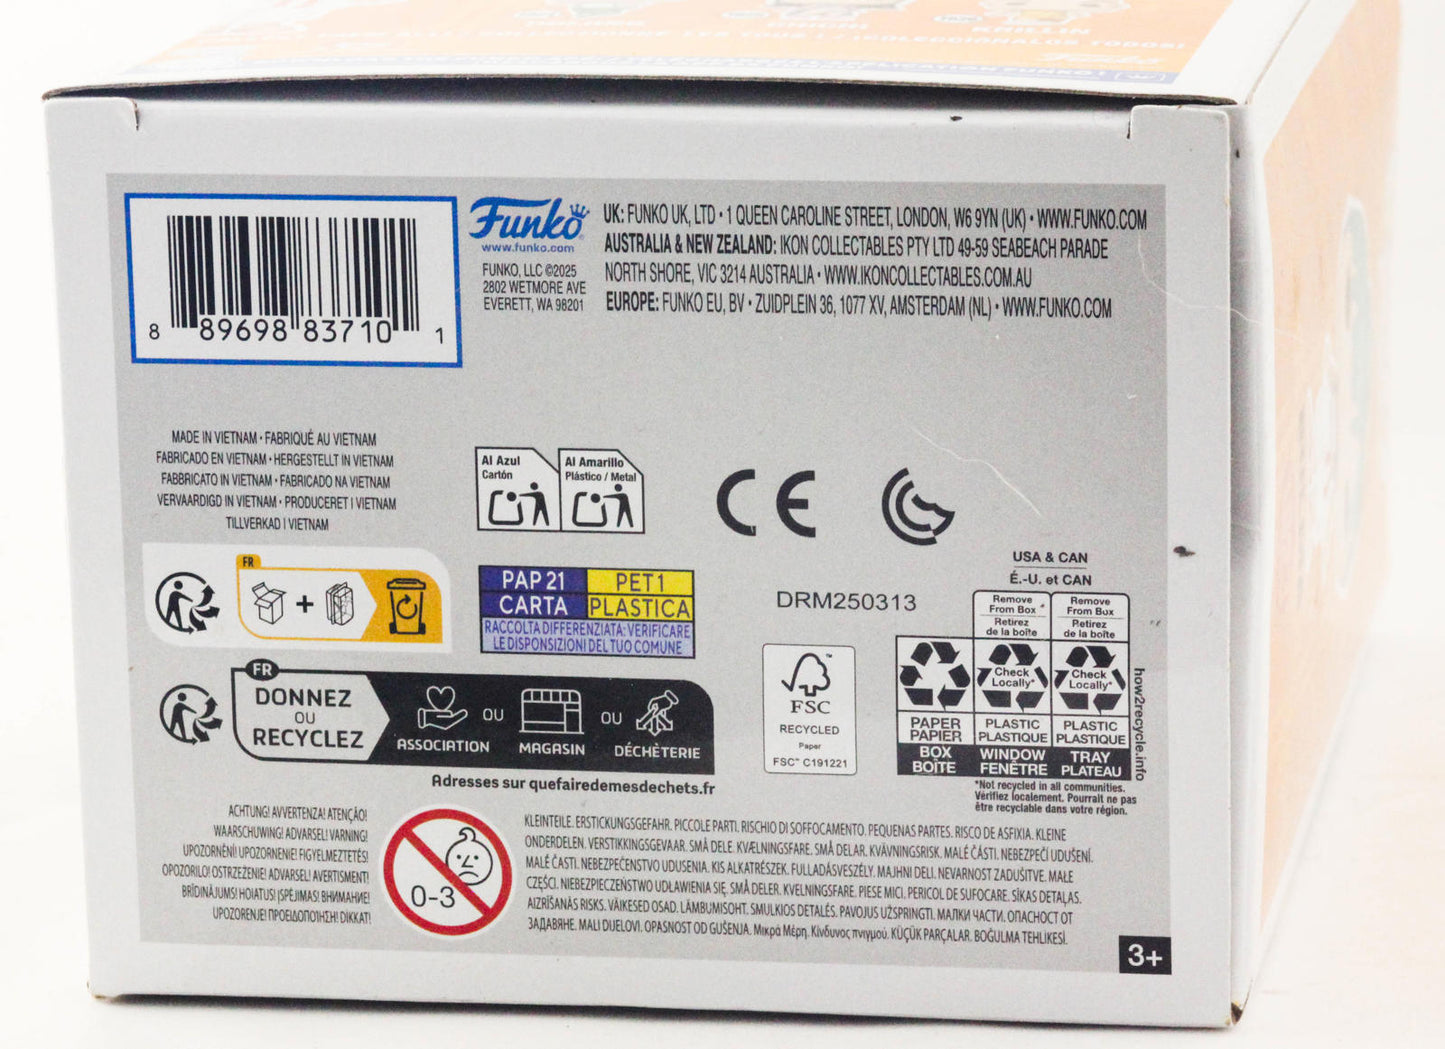 KRILLIN
8 89698 83710 1
Funko
www.funko.com
FUNKO, LLC ©2025
2802 WETMORE AVE
EVERETT, WA 98201
UK: FUNKO UK, LTD • 1 QUEEN CAROLINE STREET, LONDON, W6 9YN (UK) • WWW.FUNKO.COM
AUSTRALIA & NEW ZEALAND: IKON COLLECTABLES PTY LTD 49-59 SEABEACH PARADE
NORTH SHORE, VIC 3214 AUSTRALIA • WWW.IKONCOLLECTABLES.COM.AU
EUROPE: FUNKO EU, BV • ZUIDPLEIN 36, 1077 XV, AMSTERDAM (NL) • WWW.FUNKO.COM
MADE IN VIETNAM • FABRIQUÉ AU VIETNAM
FABRICADO EN VIETNAM • HERGESTELLT IN VIETNAM
FABBRICATO IN VIETNAM • FABRICADO NA VIETNAM
VERVAARDIGD IN VIETNAM • PRODUCERET I VIETNAM
TILLVERKAD I VIETNAM
Al Azul
Cartón
Al Amarillo
Plástico / Metal
CE
FR
+
PAP 21
CARTA
PET 1
PLASTICA
RACCOLTA DIFFERENZIATA: VERIFICARE
LE DISPONSIZIONI DEL TUO COMUNE
DRM250313
USA & CAN
É.-U. et CAN
Remove
From Box
Retirez
de la boîte
Remove
From Box
Retirez
de la boîte
Check
Locally*
Check
Locally*
PAPER
PAPIER
BOX
BOÎTE
PLASTIC
PLASTIQUE
WINDOW
FENÊTRE
PLASTIC
PLASTIQUE
TRAY
PLATEAU
how2recycle.info
*Not recycled in all communities.
Vérifiez localement. Pourrait ne pas
être recyclable dans votre région.
FSC
RECYCLED
Paper
FSC™ C191221
FR
DONNEZ
OU
RECYCLEZ
ASSOCIATION
OU
MAGASIN
OU
DÉCHÈTERIE
Adresses sur quefairedemesdechets.fr
ACHTUNG! AVVERTENZA! ATENÇÃO!
WAARSCHUWING! ADVARSEL! VARNING!
UPOZORNĚNÍ! UPOZORNENIE! FIGYELMEZTETÉS!
OPOZORILO! OSTRZEŻENIE! ADVARSEL! AVERTISMENT!
BRĪDINĀJUMS! HOIATUS! ĮSPĖJIMAS! ВНИМАНИЕ!
UPOZORENJE! ΠΡΟΕΙΔΟΠΟΙΗΣΗ! DİKKAT!
0-3
KLEINTEILE. ERSTICKUNGSGEFAHR. PICCOLE PARTI. RISCHIO DI SOFFOCAMENTO. PEQUENAS PARTES. RISCO DE ASFIXIA. KLEINE
ONDERDELEN. VERSTIKKINGSGEVAAR. SMÅ DELE. KVÆLNINGSFARE. SMÅ DELAR. KVÄVNINGSRISK. MALÉ ČÁSTI. NEBEZPEČÍ UDUŠENÍ.
MALÉ ČASTI. NEBEZPEČENSTVO UDUSENIA. KIS ALKATRÉSZEK. FULLADÁSVESZÉLY. MAJHNI DELI. NEVARNOST ZADUŠITVE. MAŁE
CZĘŚCI. NIEBEZPIECZEŃSTWO UDŁAWIENIA SIĘ. SMÅ DELER. KVELNINGSFARE. PIESE MICI. PERICOL DE SUFOCARE. SĪKAS DETAĻAS.
AIZRĪŠANĀS RISKS. VÄIKESED OSAD. LÄMBUMISOHT. SMULKIOS DETALĖS. PAVOJUS UŽSPRINGTI. МАЛКИ ЧАСТИ. ОПАСНОСТ ОТ
ЗАДАВЯНЕ. MALI DIJELOVI. OPASNOST OD GUŠENJA. Μικρά Μέρη. Κίνδυνος πνιγμού. KÜÇÜK PARÇALAR. BOĞULMA TEHLİKESİ.
3+